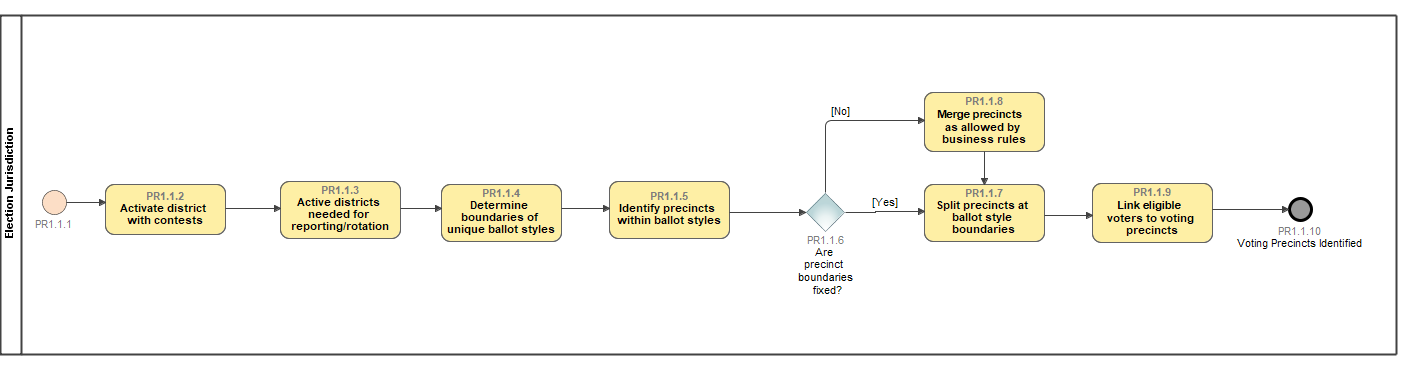 Election Jurisdiction
PR1.1.1
PR1.1.2
Activate district
with contests
PR1.1.3
Active districts
needed for
reporting/rotation
PR1.1.4
Determine
boundaries of
unique ballot styles
PR1.1.5
Identify precincts
within ballot styles
PR1.1.6
Are
precinct
boundaries
fixed?
[No]
[Yes]
PR1.1.8
Merge precincts
as allowed by
business rules
PR1.1.7
Split precincts at
ballot style
boundaries
PR1.1.9
Link eligible
voters to voting
precincts
PR1.1.10
Voting Precincts Identified